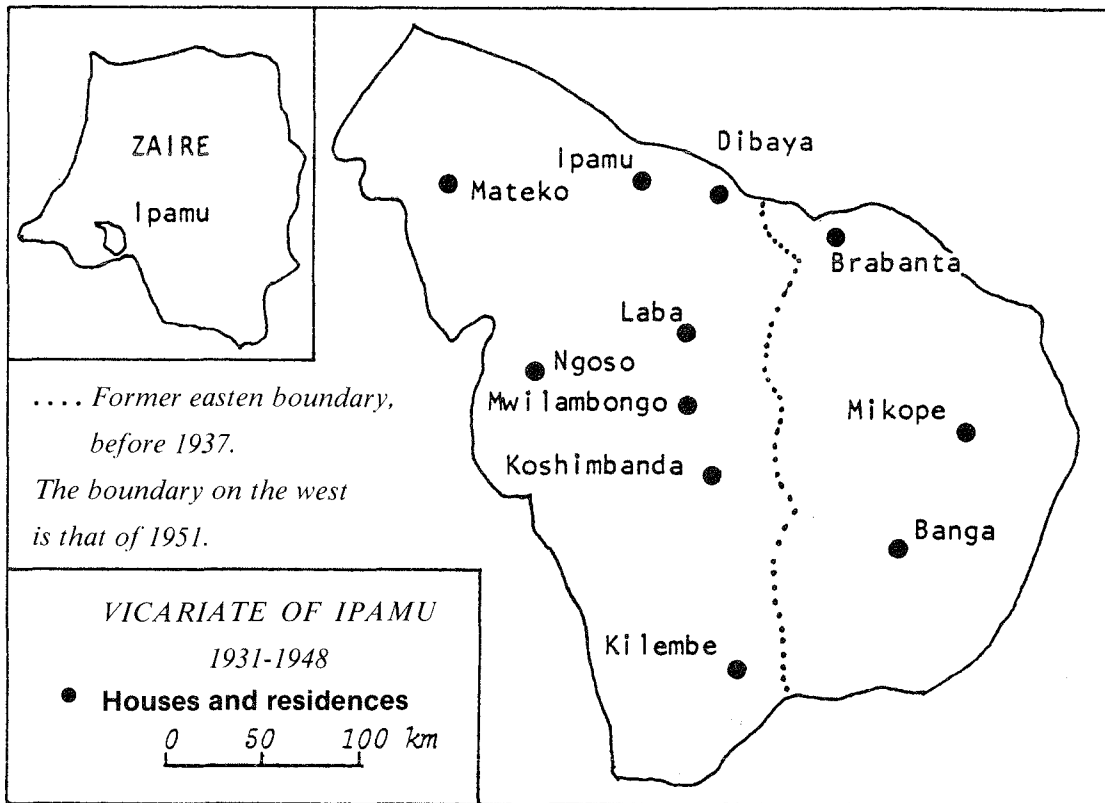 ZAIRE
Ipamu
.... Former easten boundary,
before 1937.
The boundary on the west
is that of 1951.
VICARIATE OF IPAMU
1931-1948
● Houses and residences
0 50 100 km
Dibaya
Ipamu
Mateko
Brabanta
Laba
Ngoso
Mwilambongo
Mikope
Koshimbanda
Banga
Kilembe